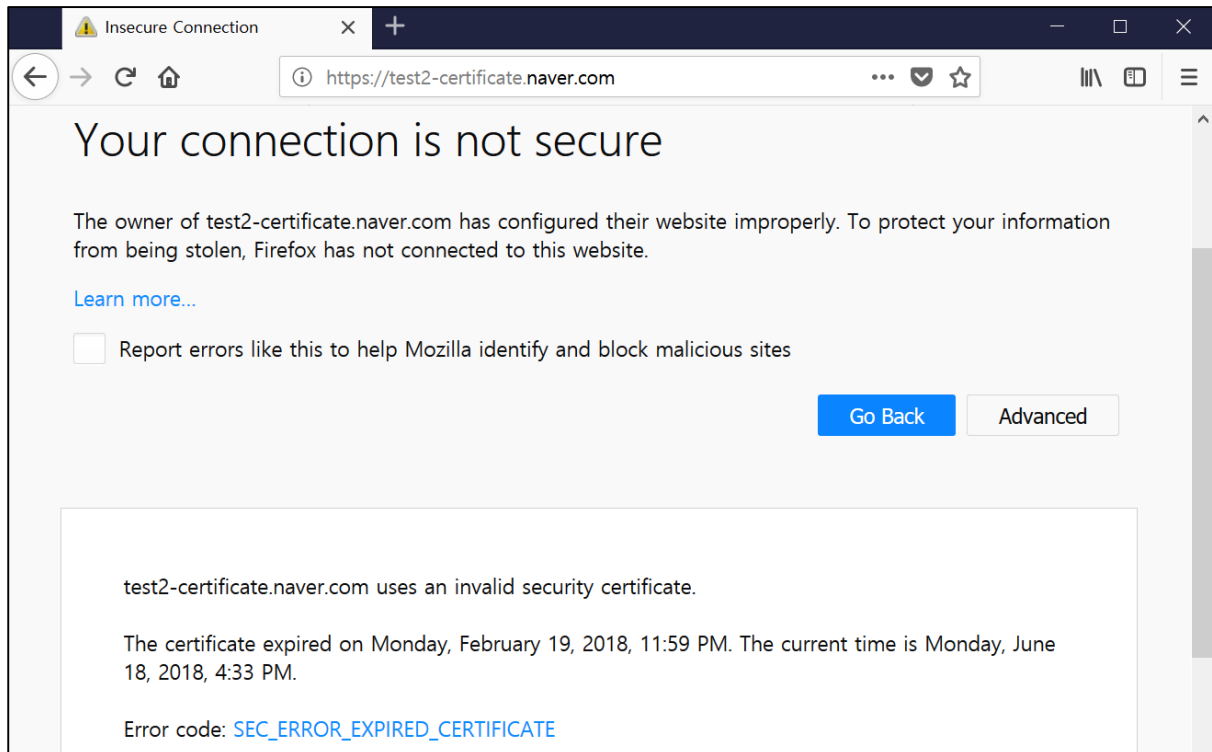 Insecure Connection
https://test2-certificate.naver.com
Your connection is not secure
The owner of test2-certificate.naver.com has configured their website improperly. To protect your information
from being stolen, Firefox has not connected to this website.
Learn more...
Report errors like this to help Mozilla identify and block malicious sites
Go Back
Advanced
test2-certificate.naver.com uses an invalid security certificate.
The certificate expired on Monday, February 19, 2018, 11:59 PM. The current time is Monday, June
18, 2018, 4:33 PM.
Error code: SEC_ERROR_EXPIRED_CERTIFICATE